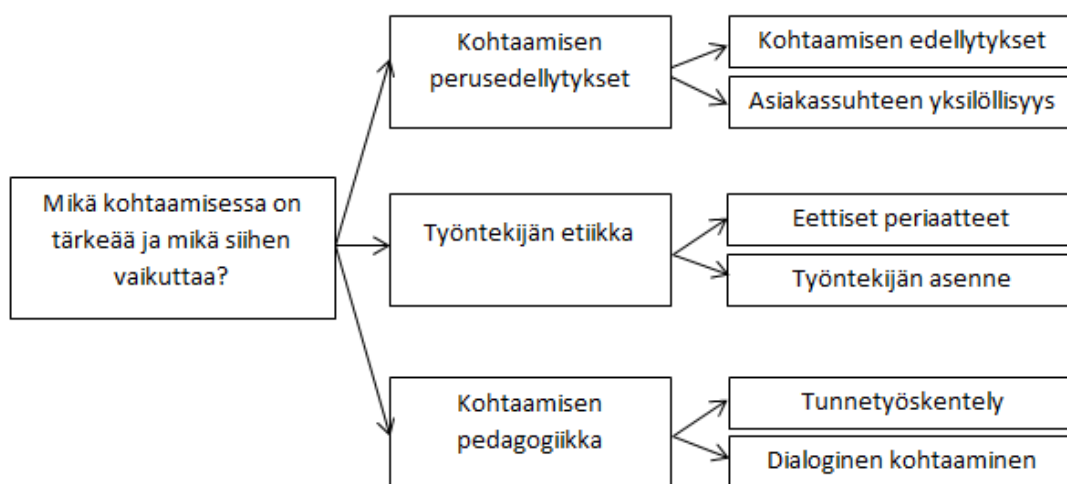 Mikä kohtaamisessa on
tärkeää ja mikä siihen
vaikuttaa?
Kohtaamisen
perusedellytykset
Kohtaamisen edellytykset
Asiakassuhteen yksilöllisyys
Työntekijän etiikka
Eettiset periaatteet
Työntekijän asenne
Kohtaamisen
pedagogiikka
Tunnetyöskentely
Dialoginen kohtaaminen